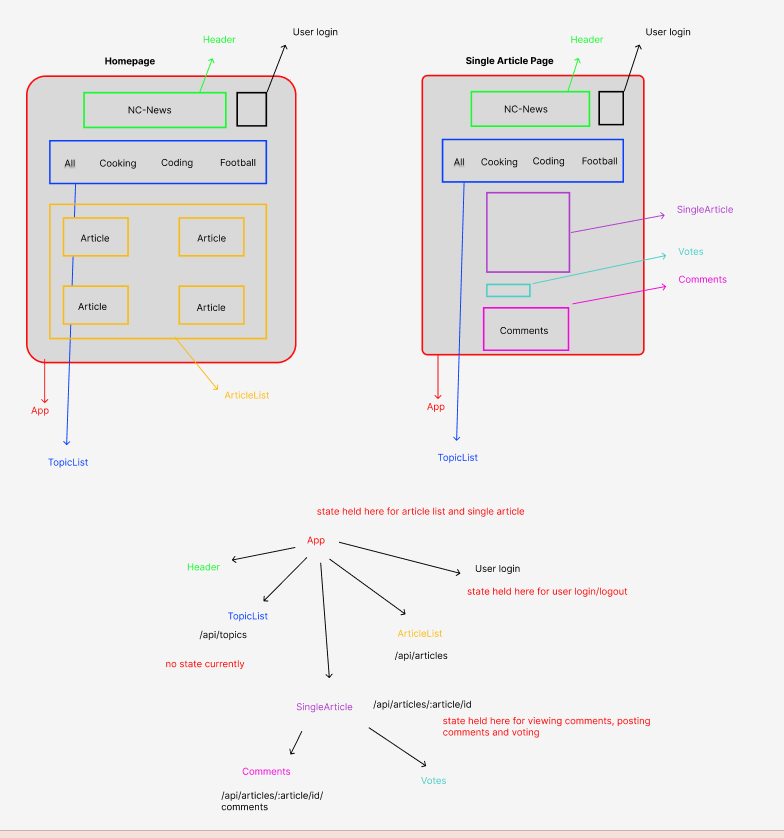 Homepage
Header
User login
NC-News
All Cooking Coding Football
Article Article
Article Article
ArticleList
App
TopicList
Single Article Page
Header
User login
NC-News
All Cooking Coding Football
SingleArticle
Votes
Comments
Comments
App
TopicList
state held here for article list and single article
App
Header
User login
state held here for user login/logout
TopicList
/api/topics
no state currently
ArticleList
/api/articles
SingleArticle
/api/articles/:article/id
state held here for viewing comments, posting
comments and voting
Comments
/api/articles/:article/id/
comments
Votes